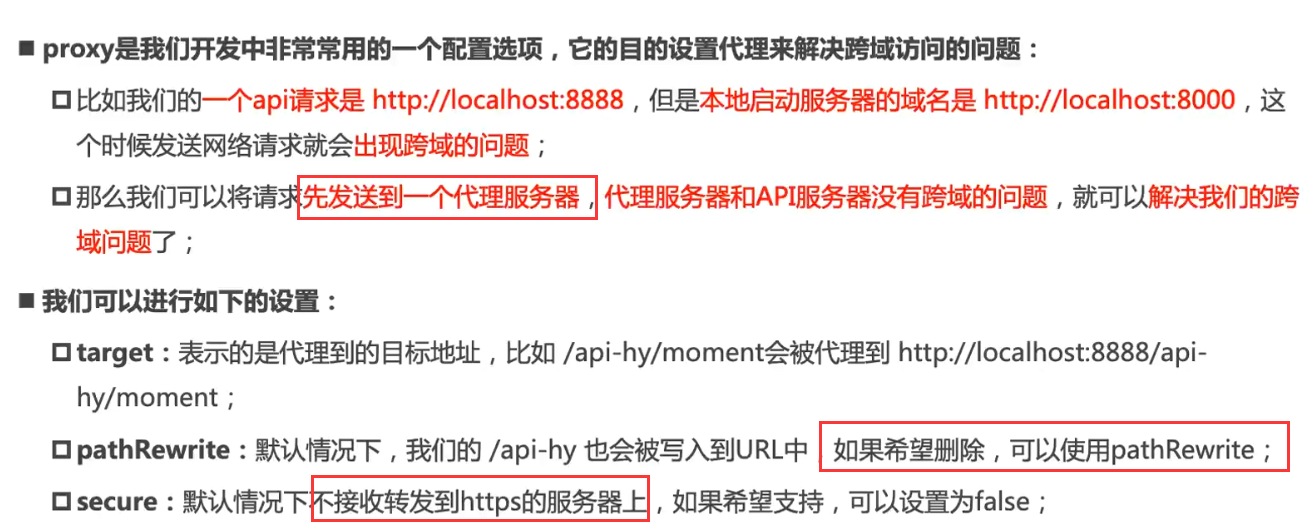 ■ proxy是我们开发中非常常用的一个配置选项，它的目的设置代理来解决跨域访问的问题：
□ 比如我们的一个api请求是 http://localhost:8888，但是本地启动服务器的域名是 http://localhost:8000，这
个时候发送网络请求就会出现跨域的问题；
□ 那么我们可以将请求先发送到一个代理服务器，代理服务器和API服务器没有跨域的问题，就可以解决我们的跨
域问题了；
■ 我们可以进行如下的设置：
□ target：表示的是代理到的目标地址，比如 /api-hy/moment会被代理到 http://localhost:8888/api-
hy/moment；
□ pathRewrite：默认情况下，我们的 /api-hy 也会被写入到URL中，如果希望删除，可以使用pathRewrite；
□ secure：默认情况下不接收转发到https的服务器上，如果希望支持，可以设置为false；